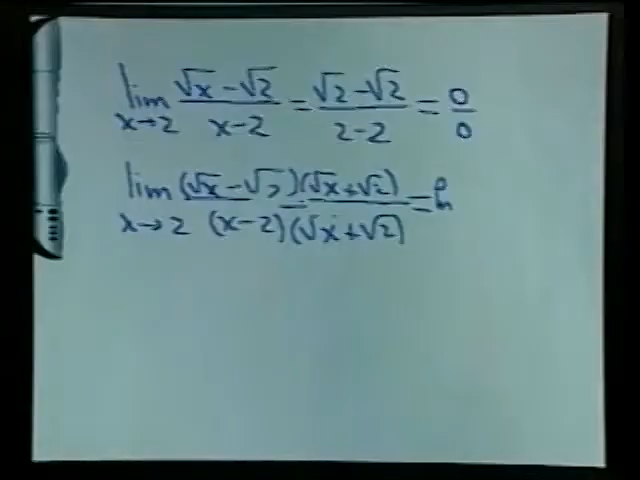 lim x→2 (√x − √2)/(x−2) = (√2 − √2)/(2−2) = 0/0
lim x→2 (√x − √2)(√x + √2)/(x−2)(√x + √2) =